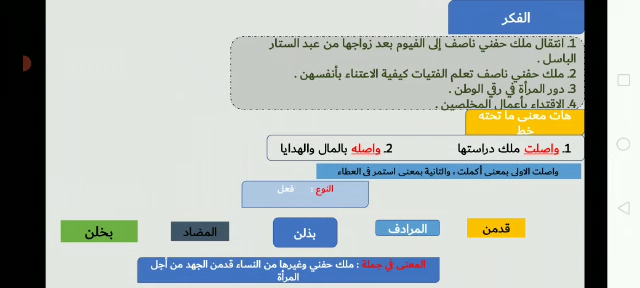 الفكر
1. انتقال ملك حفني ناصف إلى الفيوم بعد زواجها من عبد الستار
الباسل .
2. ملك حفني ناصف تعلم الفتيات كيفية الاعتناء بأنفسهن .
3. دور المرأة في رقي الوطن .
4. الاقتداء بأعمال المخلصين .
هات معنى ما تحته
خط
1. واصلت ملك دراستها 2. واصله بالمال والهدايا
واصلت الاولى بمعنى أكملت ، والثانية بمعنى استمر في العطاء
النوع : فعل
قدمن المرادف بذلن المضاد بخلن
المعنى في جملة : ملك حفني وغيرها من النساء قدمن الجهد من أجل
المرأة